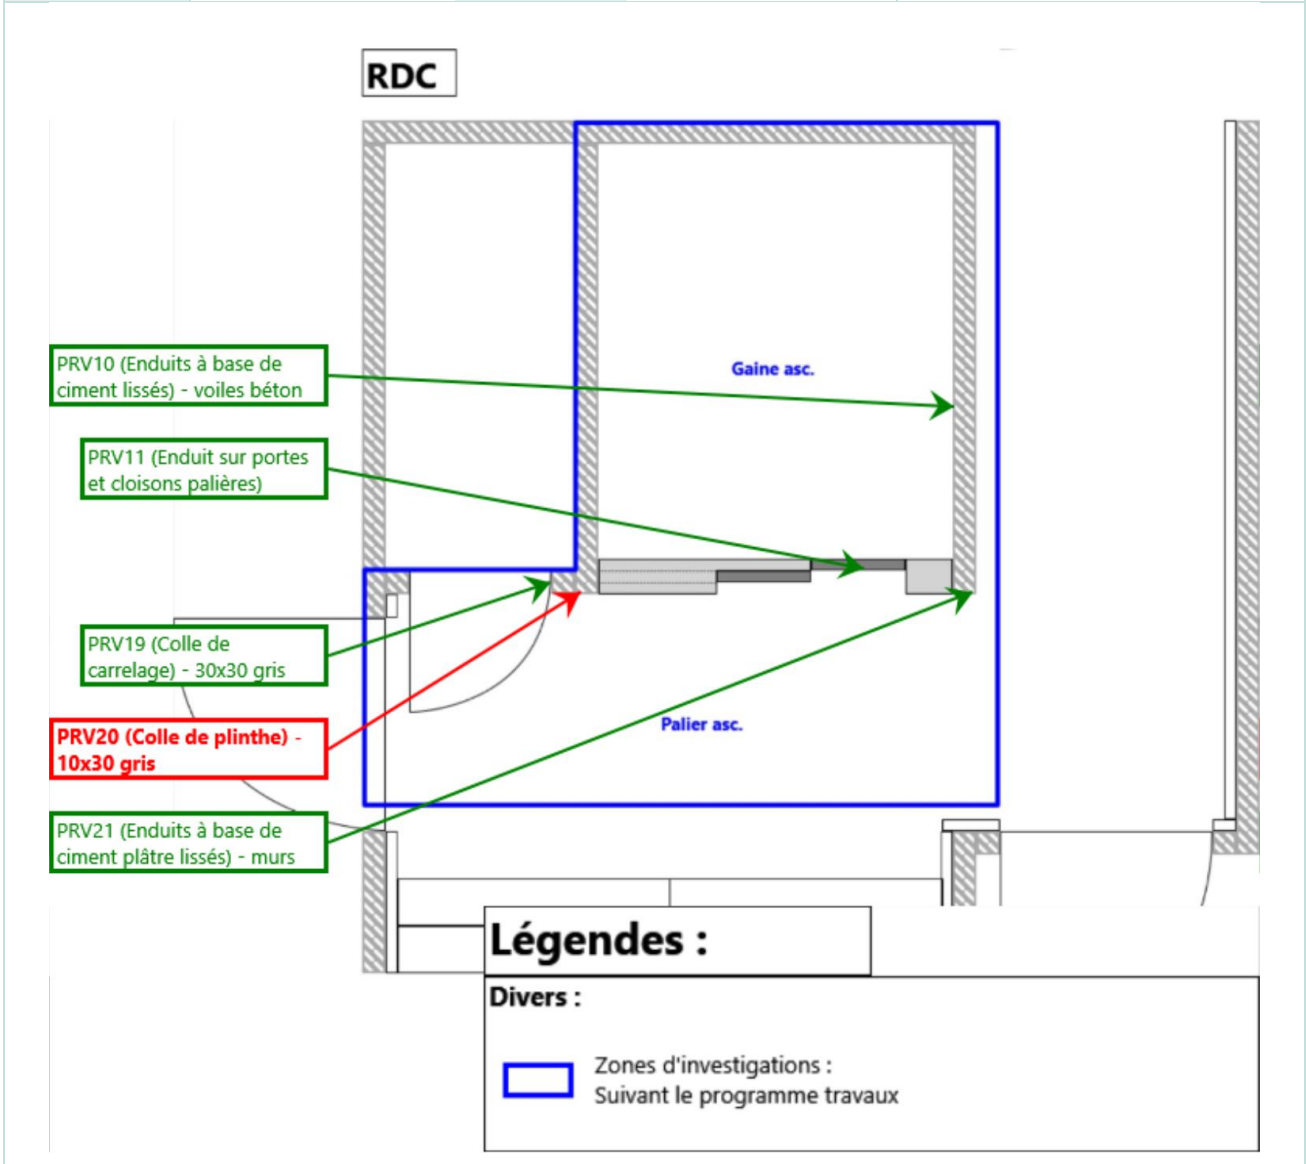 RDC
Gaine asc.
PRV10 (Enduits à base de
ciment lissés) - voiles béton
PRV11 (Enduit sur portes
et cloisons palières)
PRV19 (Colle de
carrelage) - 30x30 gris
PRV20 (Colle de plinthe) -
10x30 gris
Palier asc.
PRV21 (Enduits à base de
ciment plâtre lissés) - murs
Légendes :
Divers :
Zones d'investigations :
Suivant le programme travaux